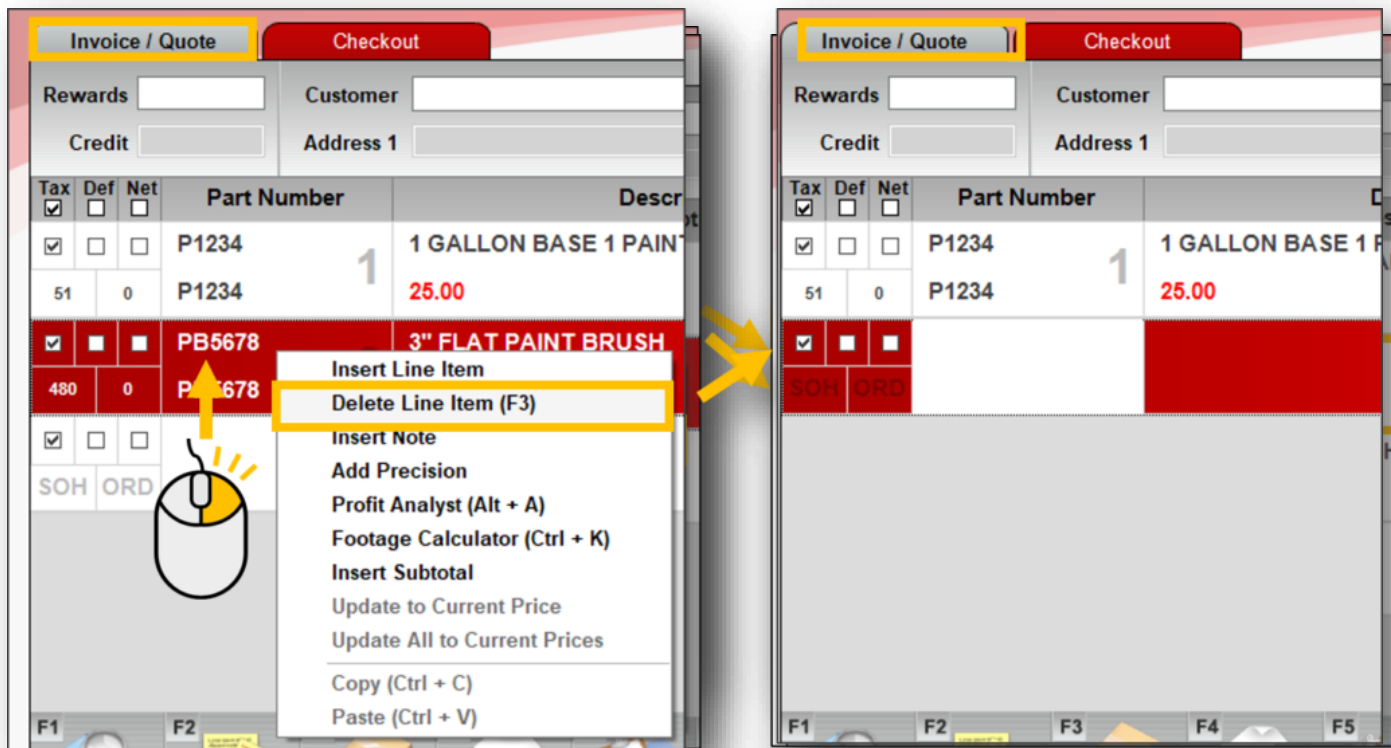 Invoice / Quote
Checkout
Rewards
Customer
Credit
Address 1
Tax Def Net
Part Number
Descr
P1234
1
1 GALLON BASE 1 PAINT
51 0 P1234
25.00
PB5678
3" FLAT PAINT BRUSH
480 0
5678
SOH ORD
Insert Line Item
Delete Line Item (F3)
Insert Note
Add Precision
Profit Analyst (Alt + A)
Footage Calculator (Ctrl + K)
Insert Subtotal
Update to Current Price
Update All to Current Prices
Copy (Ctrl + C)
Paste (Ctrl + V)
F1 F2
Invoice / Quote
Checkout
Rewards
Customer
Credit
Address 1
Tax Def Net
Part Number
P1234
1
1 GALLON BASE 1
51 0 P1234
25.00
SOH ORD
F1 F2 F3 F4 F5